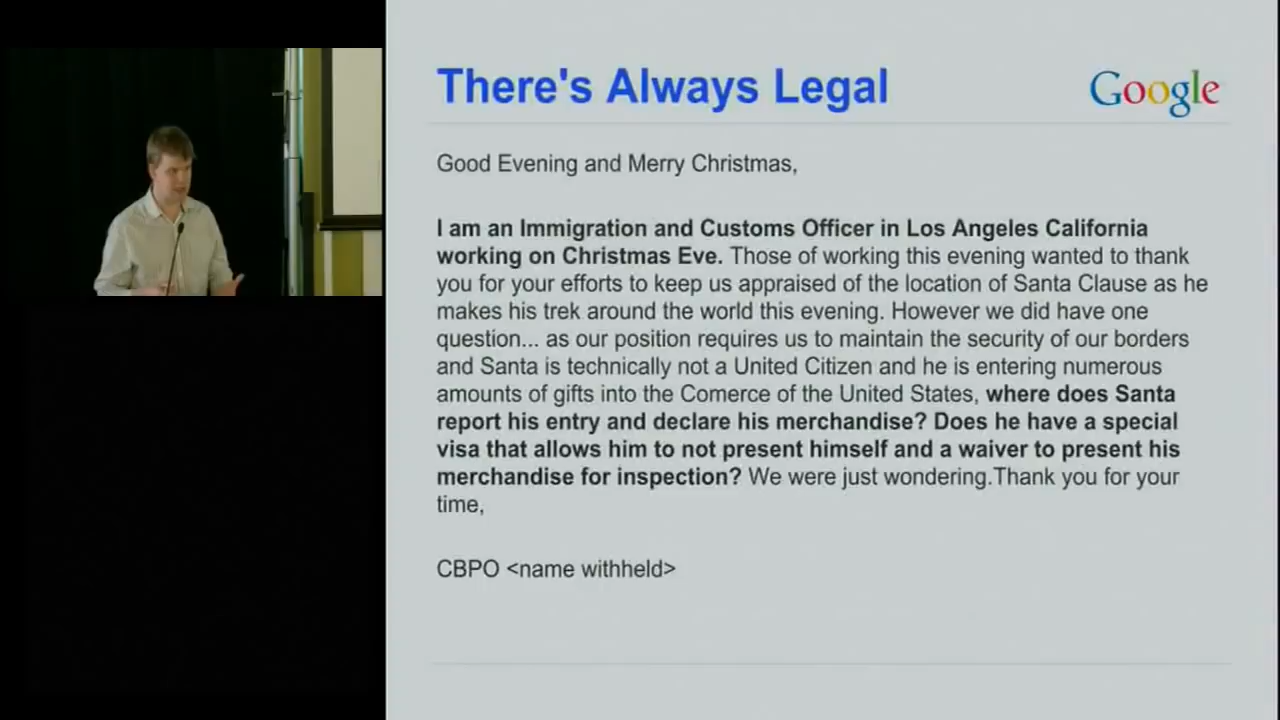 There's Always Legal
Google
Good Evening and Merry Christmas,
I am an Immigration and Customs Officer in Los Angeles California
working on Christmas Eve. Those of working this evening wanted to thank
you for your efforts to keep us appraised of the location of Santa Clause as he
makes his trek around the world this evening. However we did have one
question... as our position requires us to maintain the security of our borders
and Santa is technically not a United Citizen and he is entering numerous
amounts of gifts into the Comerce of the United States, where does Santa
report his entry and declare his merchandise? Does he have a special
visa that allows him to not present himself and a waiver to present his
merchandise for inspection? We were just wondering.Thank you for your
time,
CBPO <name withheld>